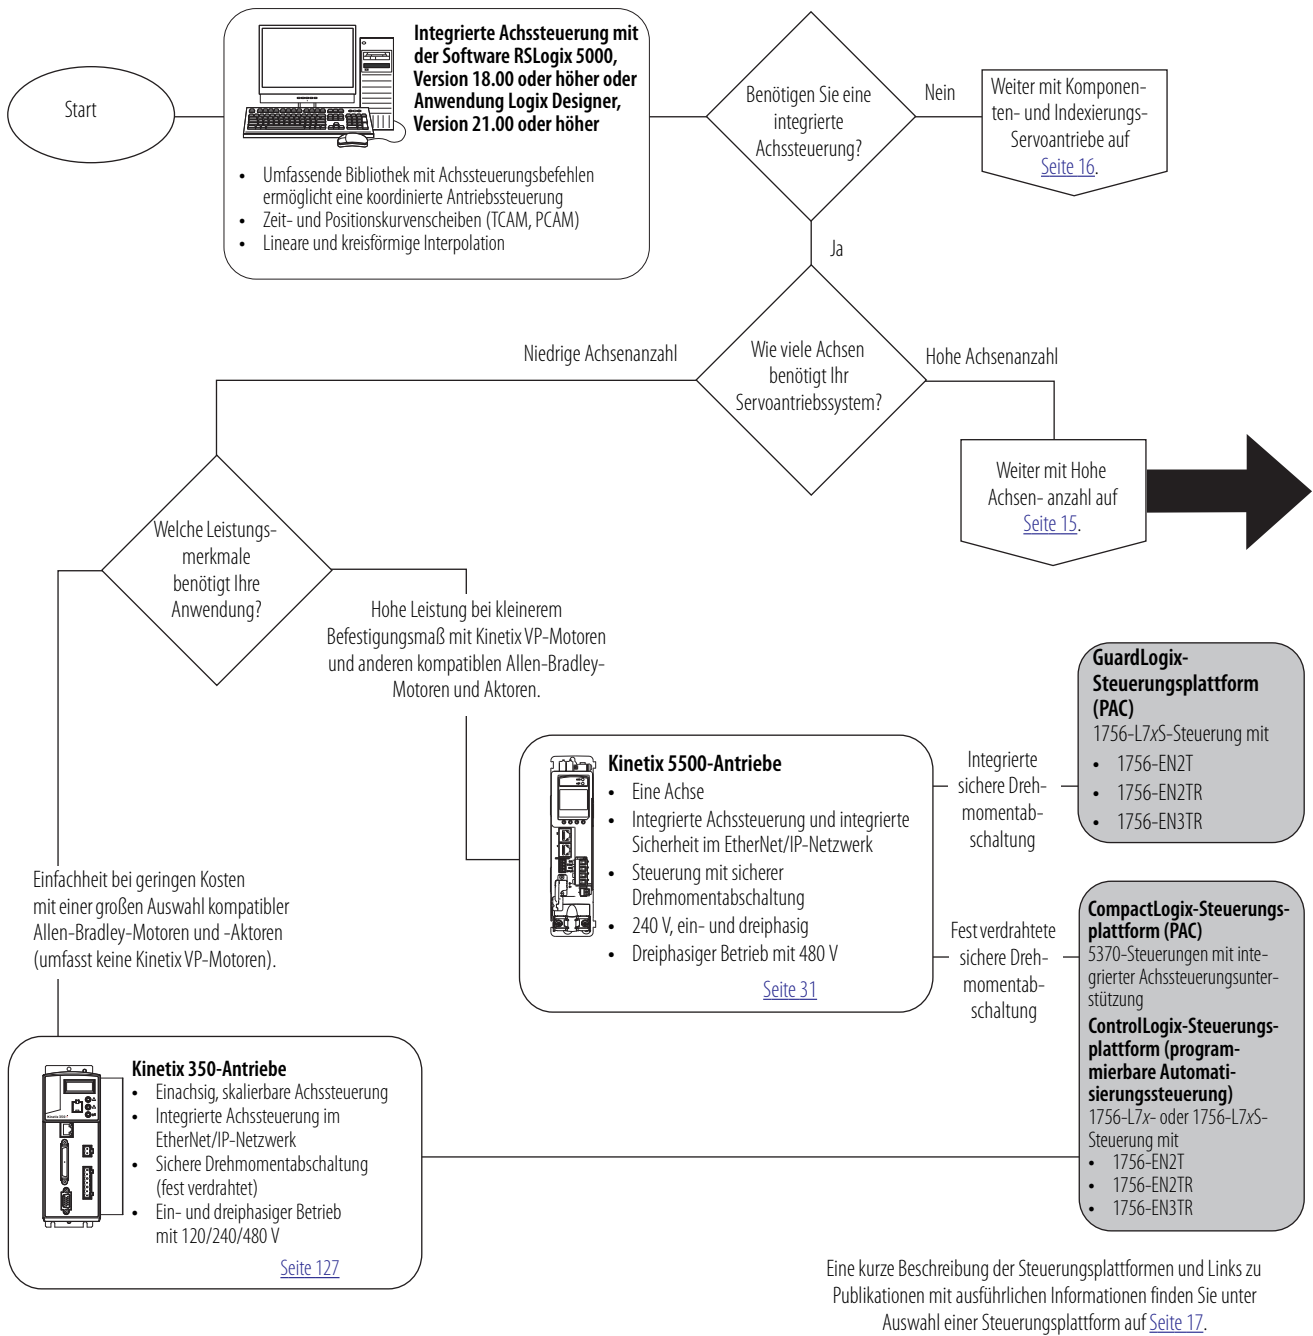 Start
Integrierte Achssteuerung mit
der Software RSLogix 5000,
Version 18.00 oder höher oder
Anwendung Logix Designer,
Version 21.00 oder höher
• Umfassende Bibliothek mit Achssteuerungsbefehlen
ermöglicht eine koordinierte Antriebssteuerung
• Zeit- und Positionskurvenscheiben (TCAM, PCAM)
• Lineare und kreisförmige Interpolation
Benötigen Sie eine
integrierte
Achssteuerung?
Nein
Weiter mit Komponen-
ten- und Indexierungs-
Servoantriebe auf
Seite 16.
Ja
Niedrige Achsenanzahl
Wie viele Achsen
benötigt Ihr
Servoantriebssystem?
Hohe Achsenanzahl
Weiter mit Hohe
Achsen- anzahl auf
Seite 15.
Welche Leistungs-
merkmale
benötigt Ihre
Anwendung?
Hohe Leistung bei kleinerem
Befestigungsmaß mit Kinetix VP-Motoren
und anderen kompatiblen Allen-Bradley-
Motoren und Aktoren.
Kinetix 5500-Antriebe
• Eine Achse
• Integrierte Achssteuerung und integrierte
Sicherheit im EtherNet/IP-Netzwerk
• Steuerung mit sicherer
Drehmomentabschaltung
• 240 V, ein- und dreiphasig
• Dreiphasiger Betrieb mit 480 V
Seite 31
Integrierte
sichere Dreh-
momentab-
schaltung
GuardLogix-
Steuerungsplattform
(PAC)
1756-L7xS-Steuerung mit
• 1756-EN2T
• 1756-EN2TR
• 1756-EN3TR
Fest verdrahtete
sichere Dreh-
momentab-
schaltung
CompactLogix-Steuerungs-
plattform (PAC)
5370-Steuerungen mit inte-
grierter Achssteuerungsunter-
stützung
ControlLogix-Steuerungs-
plattform (program-
mierbare Automati-
sierungssteuerung)
1756-L7x- oder 1756-L7xS-
Steuerung mit
• 1756-EN2T
• 1756-EN2TR
• 1756-EN3TR
Einfachheit bei geringen Kosten
mit einer großen Auswahl kompatibler
Allen-Bradley-Motoren und -Aktoren
(umfasst keine Kinetix VP-Motoren).
Kinetix 350-Antriebe
• Einachsig, skalierbare Achssteuerung
• Integrierte Achssteuerung im
EtherNet/IP-Netzwerk
• Sichere Drehmomentabschaltung
(fest verdrahtet)
• Ein- und dreiphasiger Betrieb
mit 120/240/480 V
Seite 127
Eine kurze Beschreibung der Steuerungsplattformen und Links zu
Publikationen mit ausführlichen Informationen finden Sie unter
Auswahl einer Steuerungsplattform auf Seite 17.